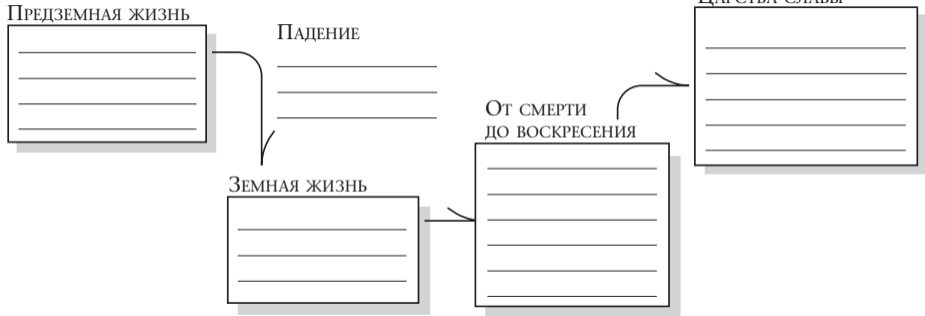 Предземная жизнь
Падение
От смерти
до воскресения
Земная жизнь